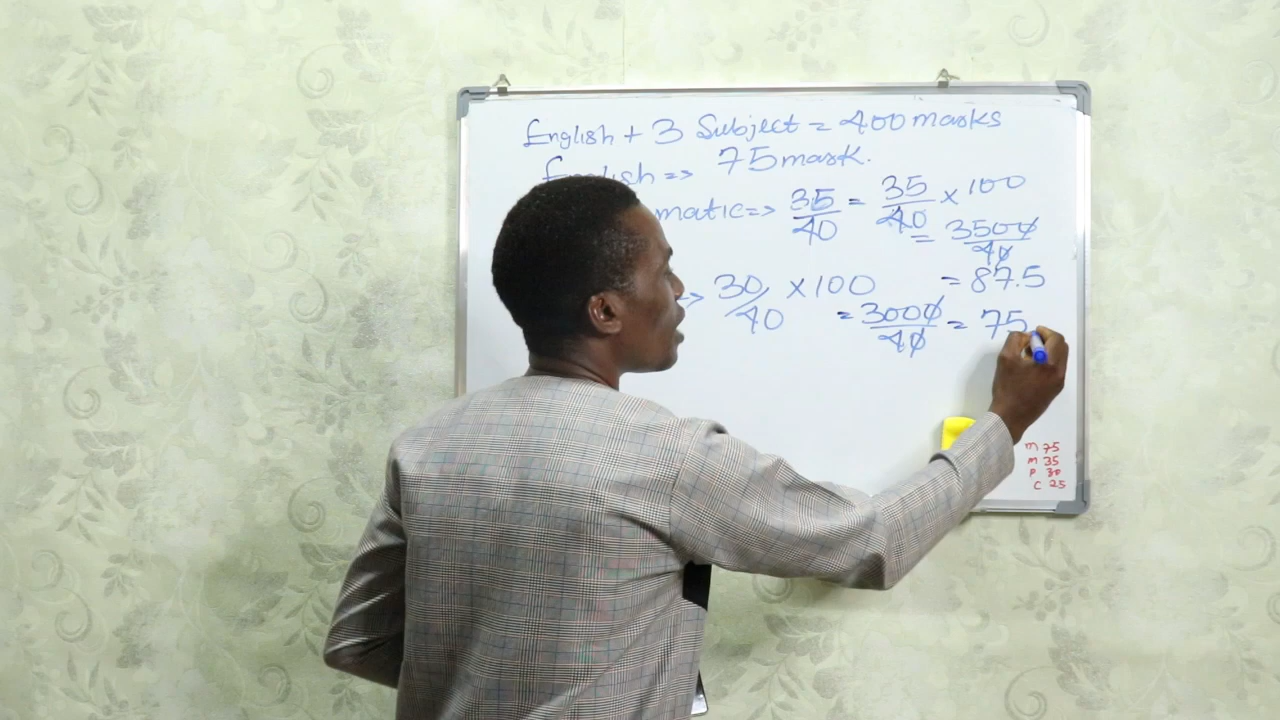 English + 3 Subject = 400 marks
English => 75 mark.
matic => 35/40 = 35/40 × 100
= 3500/40
= 87.5
=> 30/40 × 100 = 3000/40 = 75
M 75
M 35
P 30
C 25